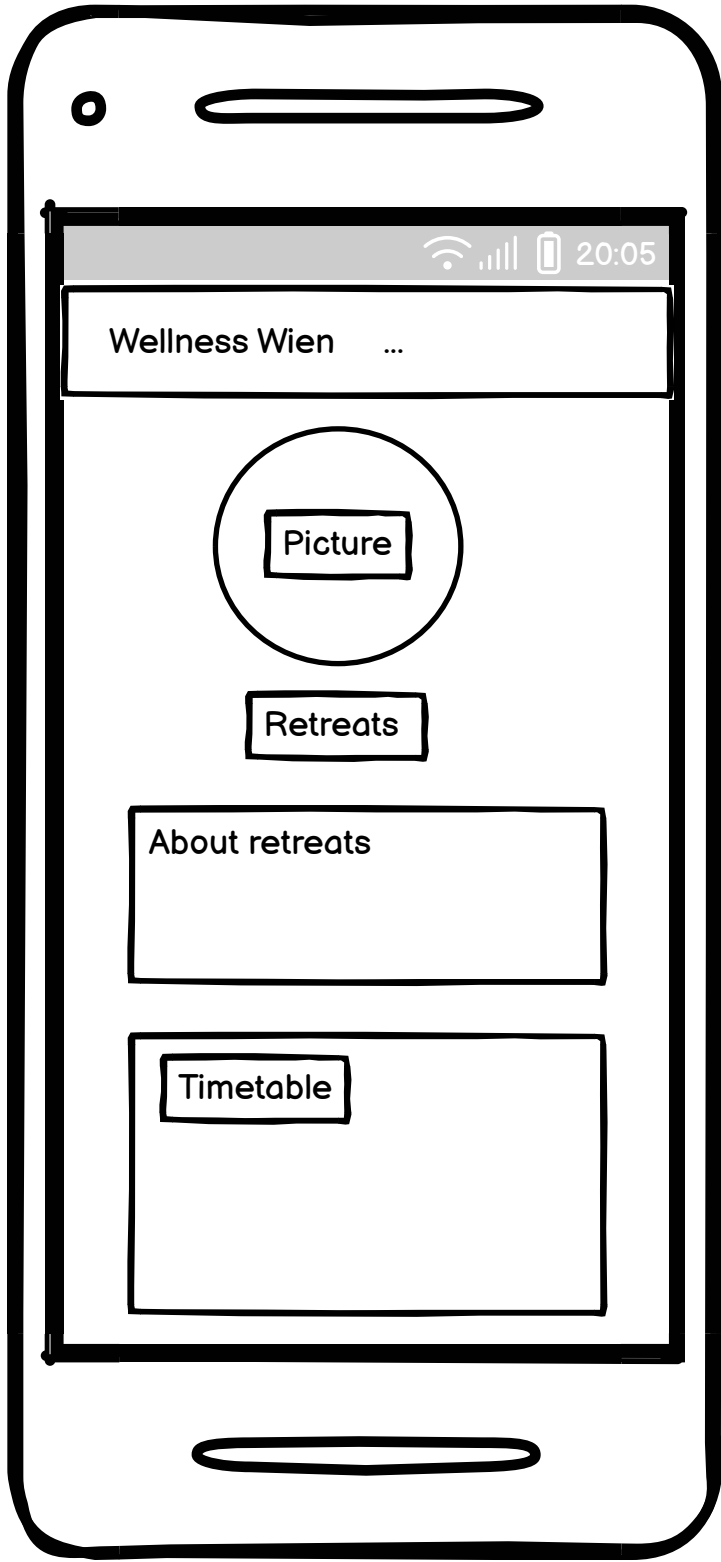 20:05
Wellness Wien ...
Picture
Retreats
About retreats
Timetable